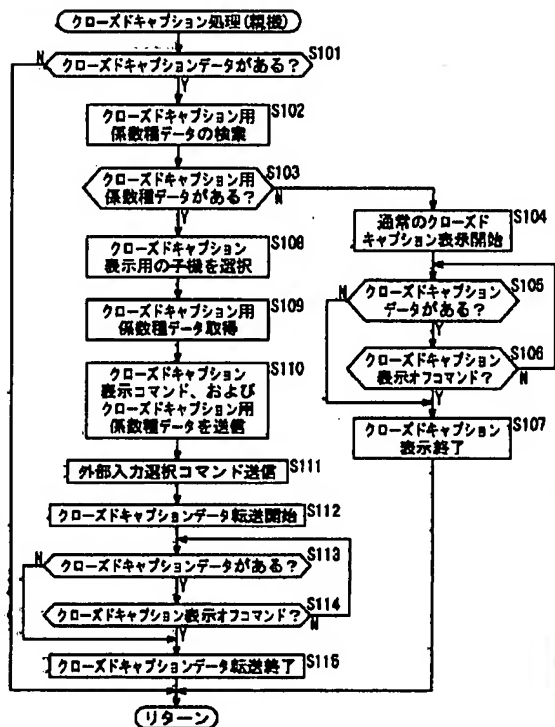 クローズドキャプション処理(親機)
S101
N
クローズドキャプションデータがある？
Y
S102
クローズドキャプション用
係数種データの検索
S103
クローズドキャプション用
係数種データがある？
N
Y
S104
通常のクローズド
キャプション表示開始
S105
N
クローズドキャプション
データがある？
Y
S106
クローズドキャプション
表示オフコマンド？
N
Y
S107
クローズドキャプション
表示終了
S108
クローズドキャプション
表示用の子機を選択
S109
クローズドキャプション用
係数種データ取得
S110
クローズドキャプション
表示コマンド、および
クローズドキャプション用
係数種データを送信
S111
外部入力選択コマンド送信
S112
クローズドキャプションデータ転送開始
S113
N
クローズドキャプションデータがある？
Y
S114
クローズドキャプション表示オフコマンド？
N
Y
S115
クローズドキャプションデータ転送終了
リターン